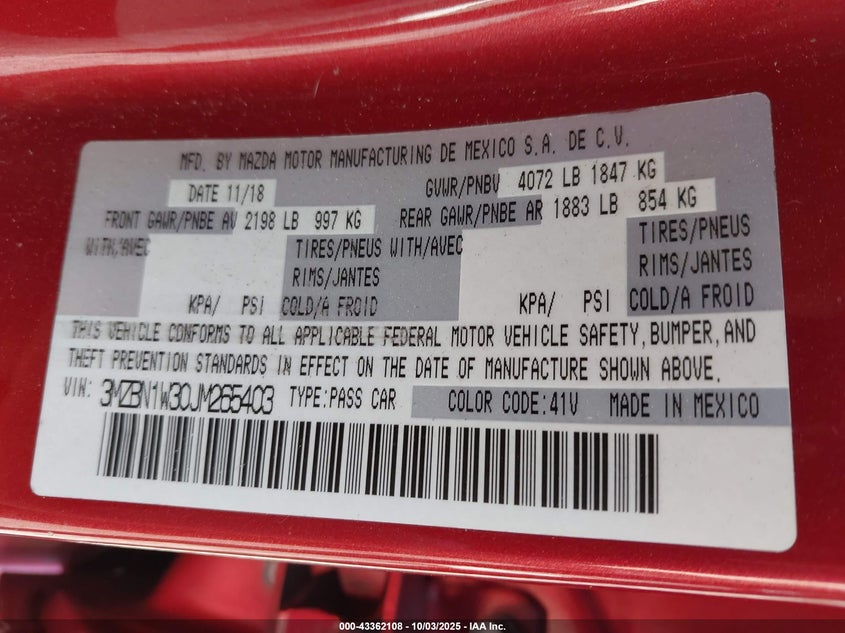 MFD. BY MAZDA MOTOR MANUFACTURING DE MEXICO S.A. DE C.V.
DATE 11/18 GVWR/PNBV 4072 LB 1847 KG
FRONT GAWR/PNBE AV 2198 LB 997 KG REAR GAWR/PNBE AR 1883 LB 854 KG
WITH/AVEC TIRES/PNEUS WITH/AVEC TIRES/PNEUS
RIMS/JANTES RIMS/JANTES
KPA/ PSI COLD/A FROID KPA/ PSI COLD/A FROID
THIS VEHICLE CONFORMS TO ALL APPLICABLE FEDERAL MOTOR VEHICLE SAFETY, BUMPER, AND
THEFT PREVENTION STANDARDS IN EFFECT ON THE DATE OF MANUFACTURE SHOWN ABOVE.
VIN: 3MZBN1W30JM265403 TYPE:PASS CAR COLOR CODE:41V MADE IN MEXICO
000-43362108 - 10/03/2025 - IAA Inc.